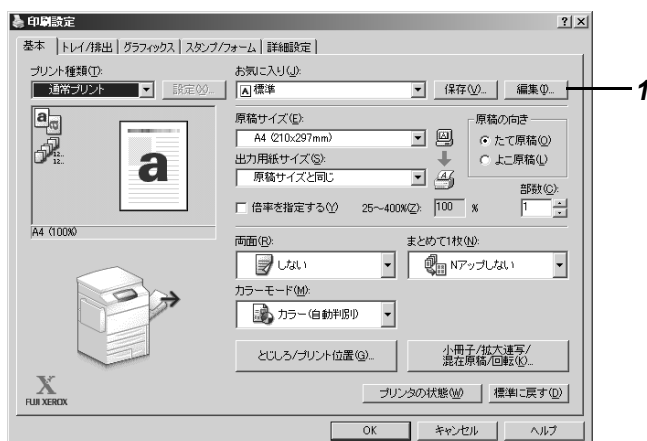 印刷設定
基本 トレイ/排出 グラフィックス スタンプ/フォーム 詳細設定
プリント種類(T):
通常プリント 設定(X)...
お気に入り(J):
A 標準 保存(V)... 編集(I)... 1
原稿サイズ(E):
A4 (210x297mm)
出力用紙サイズ(S):
原稿サイズと同じ
原稿の向き
たて原稿(O)
よこ原稿(L)
倍率を指定する(Y) 25~400%(Z): 100 %
部数(C):
1
a
12..
12..
a
A4 (100%)
両面(R):
しない
まとめて1枚(N):
Nアップしない
カラーモード(M):
カラー(自動判別)
とじしろ/プリント位置(G)...
小冊子/拡大連写/
混在原稿/回転(K)...
X
FUJI XEROX
プリンタの状態(W) 標準に戻す(D)
OK キャンセル ヘルプ